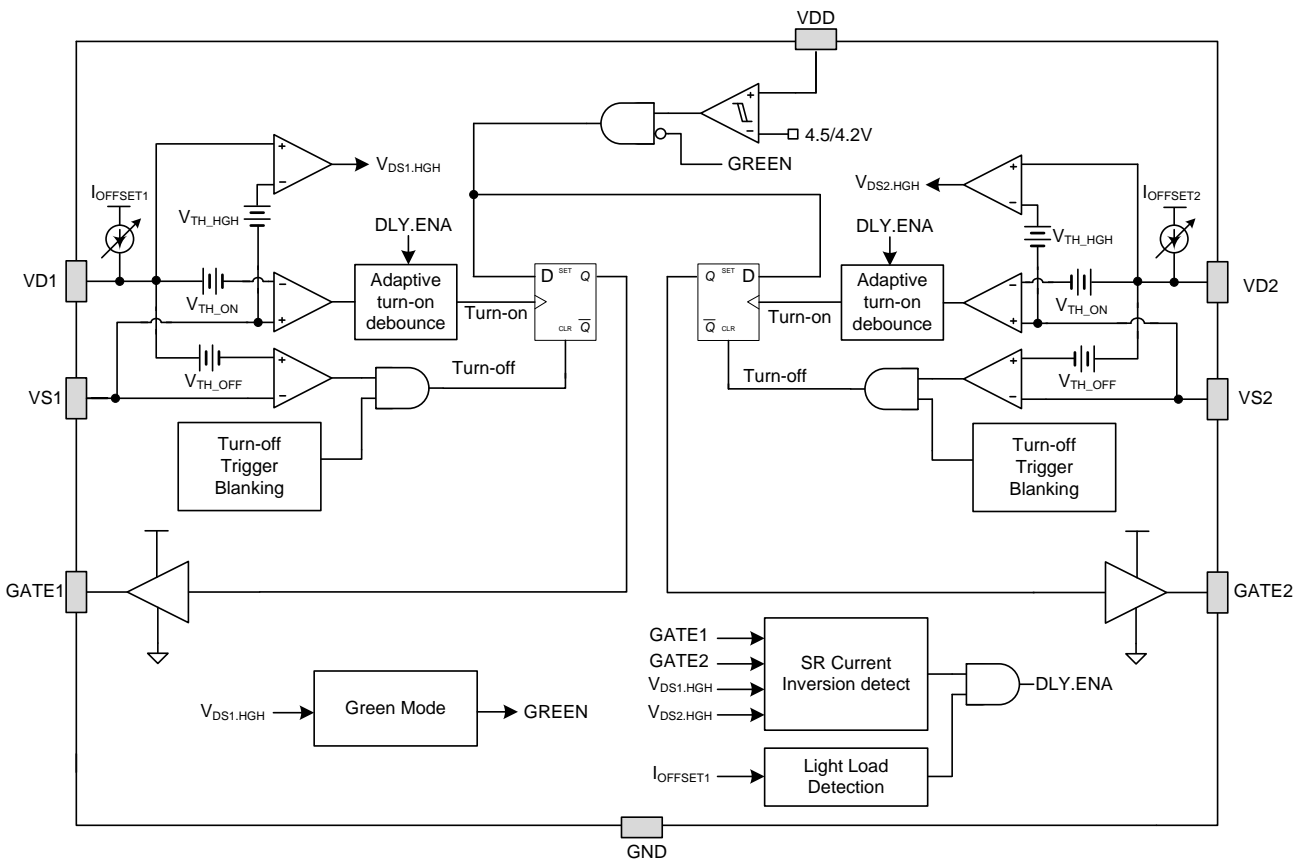 VDD
4.5/4.2V
GREEN
VDS1.HGH
VDS2.HGH
IOFFSET1
IOFFSET2
VTH_HGH
VTH_HGH
DLY.ENA
DLY.ENA
VD1
VTH_ON
Adaptive
turn-on
debounce
Turn-on
D SET Q
CLR Q
Q SET D
Q CLR
Turn-on
Adaptive
turn-on
debounce
VTH_ON
VD2
VS1
VTH_OFF
Turn-off
Turn-off
VTH_OFF
VS2
Turn-off
Trigger
Blanking
Turn-off
Trigger
Blanking
GATE1
GATE2
GATE1
GATE2
VDS1.HGH
VDS2.HGH
SR Current
Inversion detect
DLY.ENA
VDS1.HGH
Green Mode
GREEN
IOFFSET1
Light Load
Detection
GND